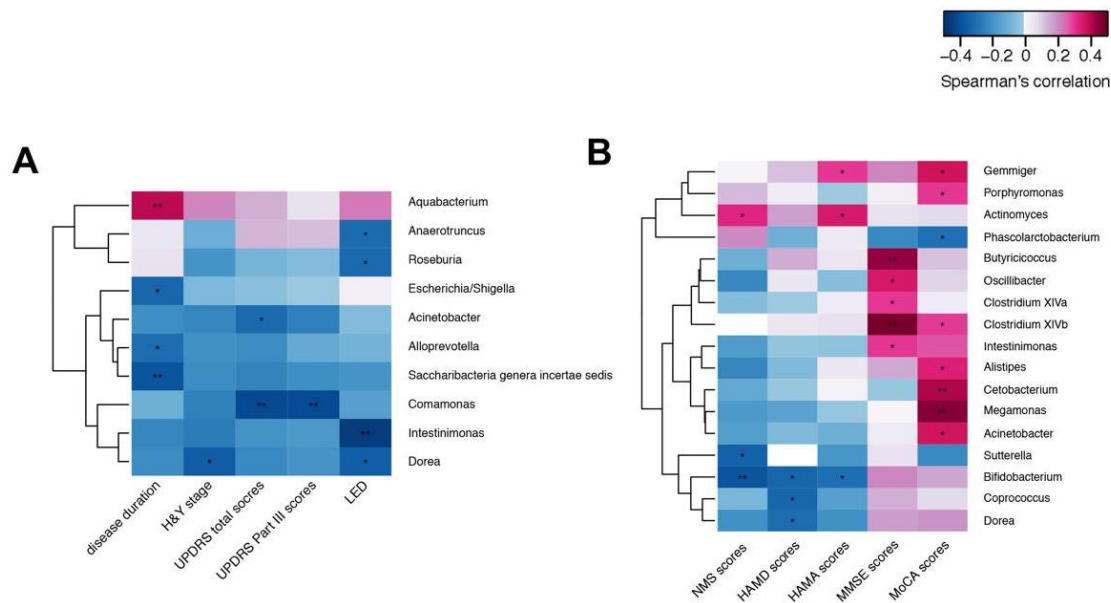 −0.4 −0.2 0 0.2 0.4
Spearman's correlation
A
Aquabacterium
Anaerotruncus
Roseburia
Escherichia/Shigella
Acinetobacter
Alloprevotella
Saccharibacteria genera incertae sedis
Comamonas
Intestinimonas
Dorea
disease duration
H&Y stage
UPDRS total socres
UPDRS Part III scores
LED
B
Gemmiger
Porphyromonas
Actinomyces
Phascolarctobacterium
Butyricicoccus
Oscillibacter
Clostridium XIVa
Clostridium XIVb
Intestinimonas
Alistipes
Cetobacterium
Megamonas
Acinetobacter
Sutterella
Bifidobacterium
Coprococcus
Dorea
NMS scores
HAMD scores
HAMA scores
MMSE scores
MoCA scores